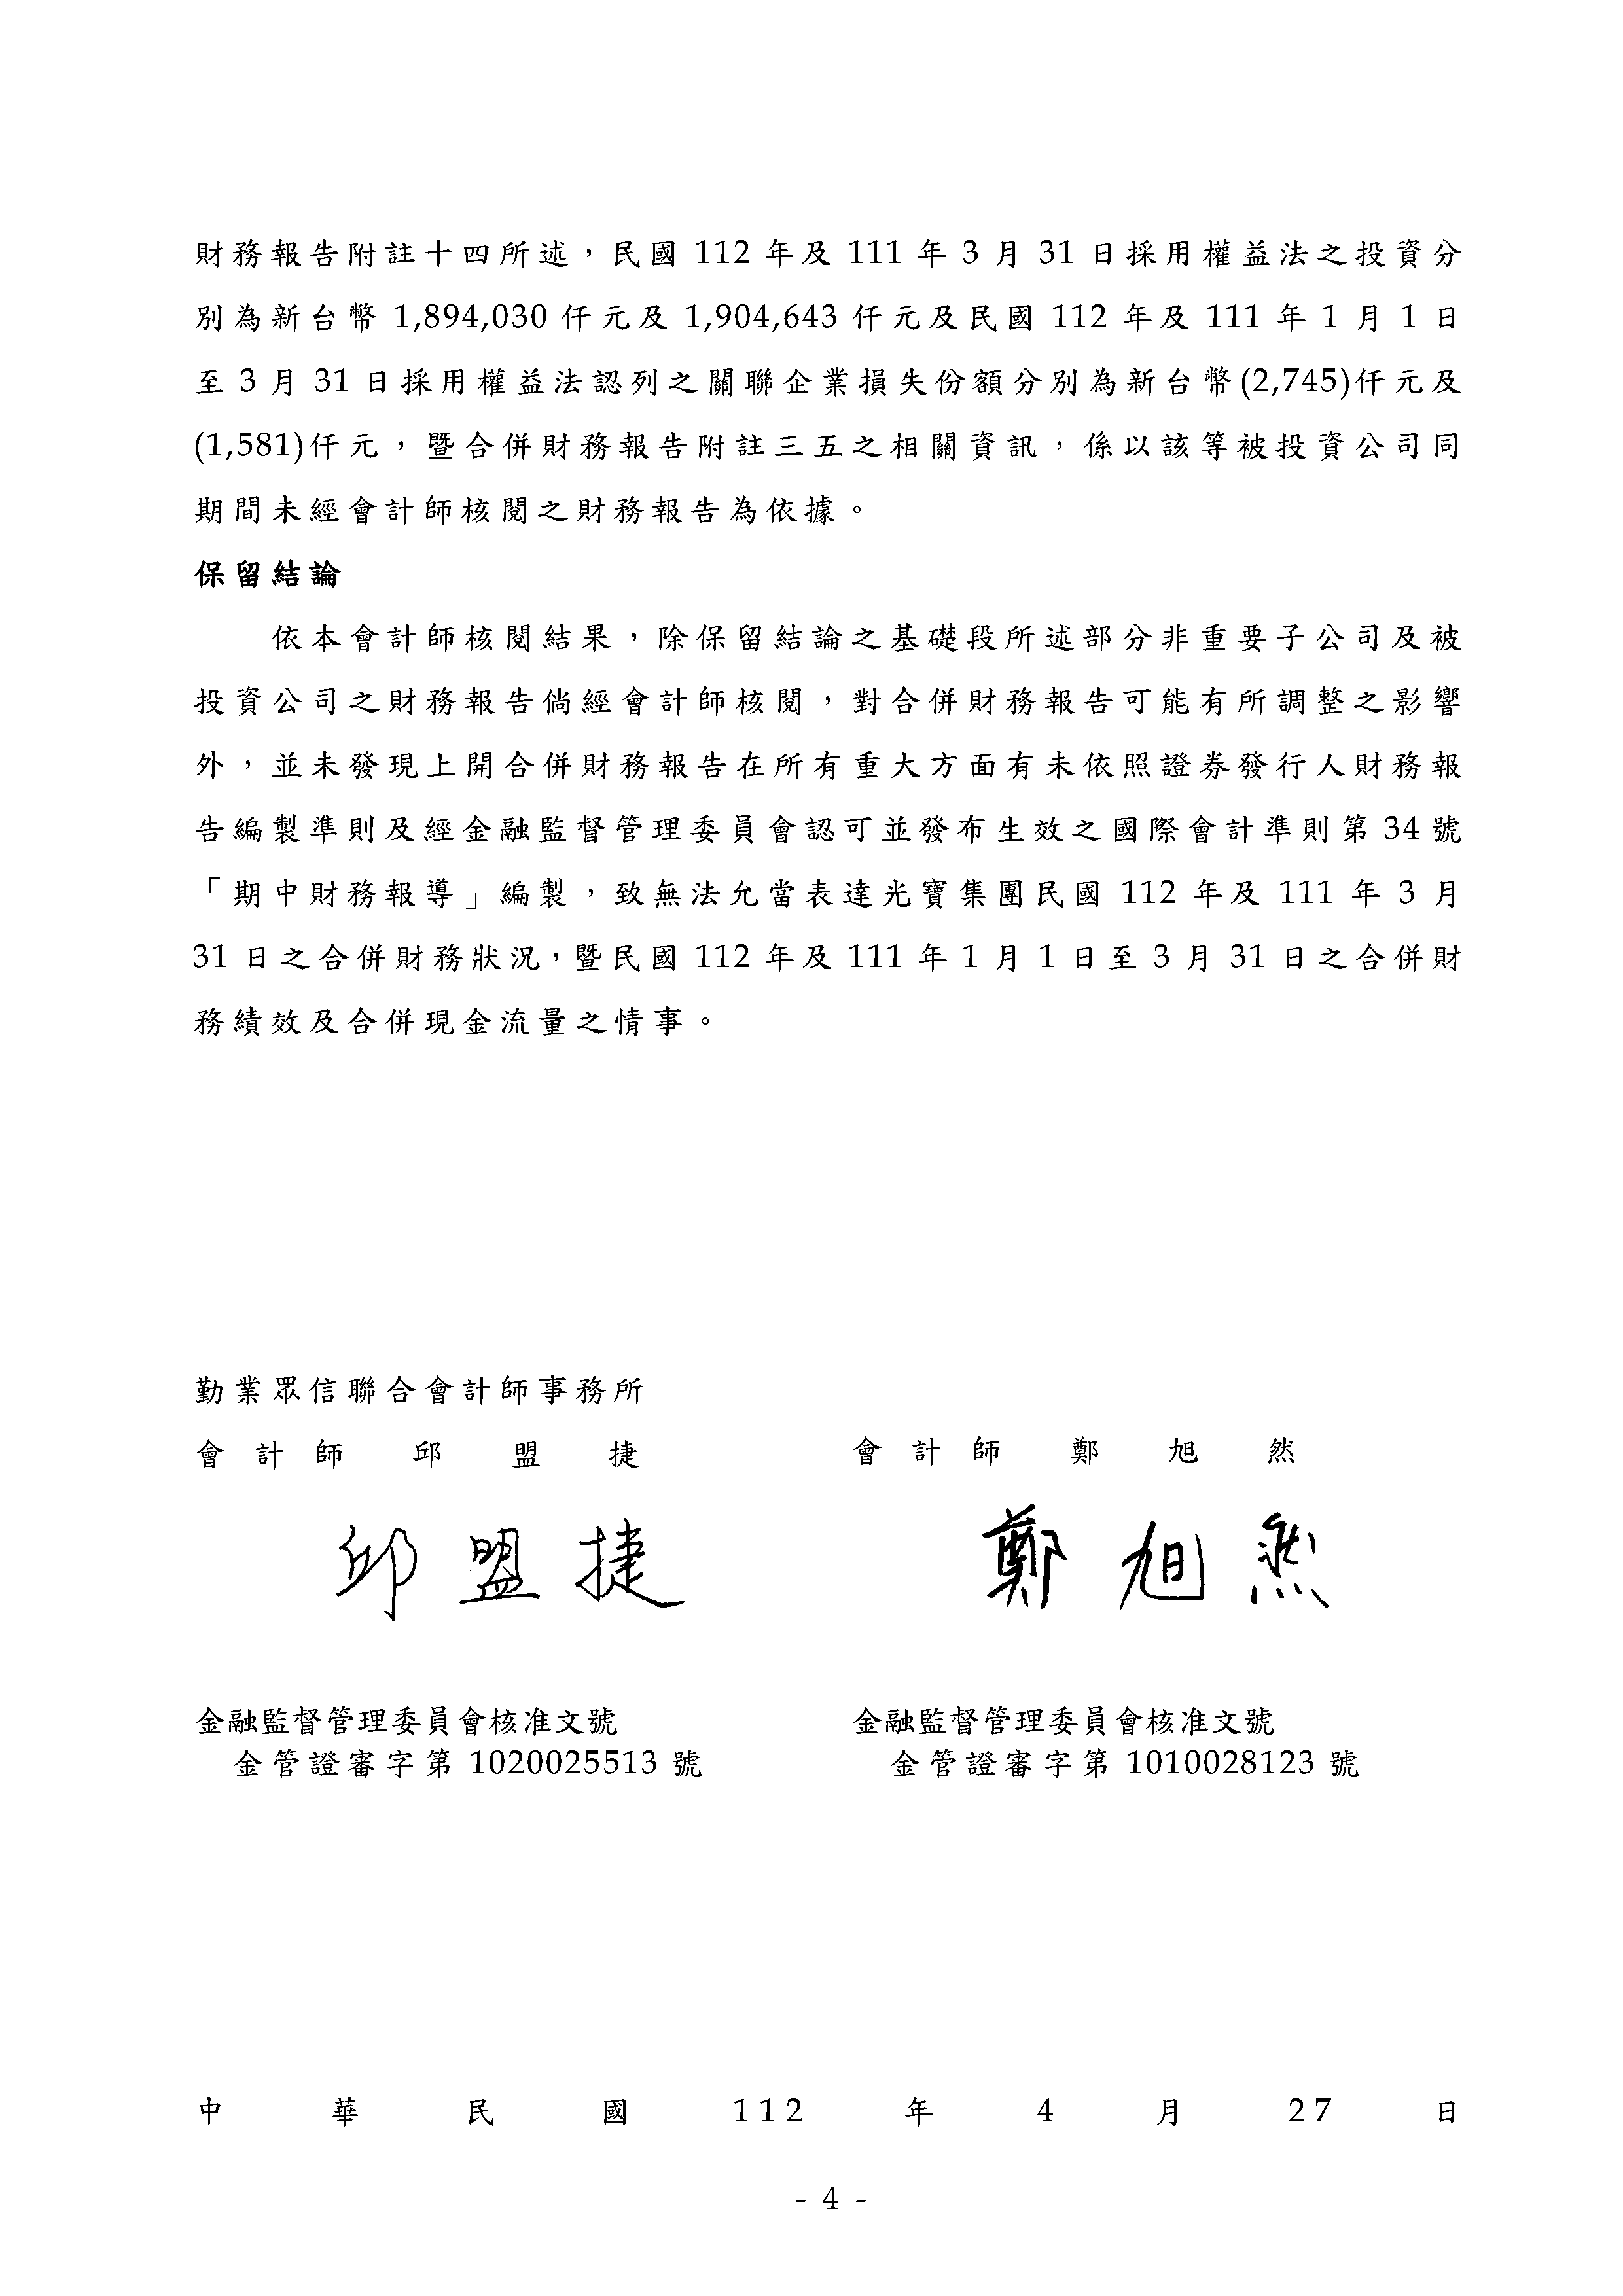 財務報告附註十四所述，民國 112 年及 111 年 3 月 31 日採用權益法之投資分
別為新台幣 1,894,030 仟元及 1,904,643 仟元及民國 112 年及 111 年 1 月 1 日
至 3 月 31 日採用權益法認列之關聯企業損失份額分別為新台幣(2,745)仟元及
(1,581)仟元，暨合併財務報告附註三五之相關資訊，係以該等被投資公司同
期間未經會計師核閱之財務報告為依據。
保留結論
依本會計師核閱結果，除保留結論之基礎段所述部分非重要子公司及被
投資公司之財務報告倘經會計師核閱，對合併財務報告可能有所調整之影響
外，並未發現上開合併財務報告在所有重大方面有未依照證券發行人財務報
告編製準則及經金融監督管理委員會認可並發布生效之國際會計準則第 34 號
「期中財務報導」編製，致無法允當表達光寶集團民國 112 年及 111 年 3 月
31 日之合併財務狀況，暨民國 112 年及 111 年 1 月 1 日至 3 月 31 日之合併財
務績效及合併現金流量之情事。
勤業眾信聯合會計師事務所
會計師 邱盟捷 會計師 鄭旭然
邱盟捷 鄭旭然
金融監督管理委員會核准文號 金融監督管理委員會核准文號
金管證審字第 1020025513 號 金管證審字第 1010028123 號
中華民國 112 年 4 月 27 日
- 4 -